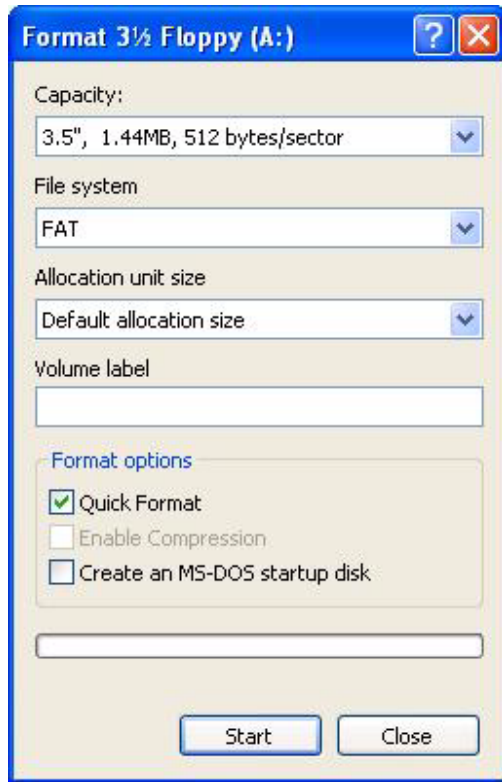 Format 3½ Floppy (A:)
?
Capacity:
3.5", 1.44MB, 512 bytes/sector
File system
FAT
Allocation unit size
Default allocation size
Volume label
Format options
Quick Format
Enable Compression
Create an MS-DOS startup disk
Start Close